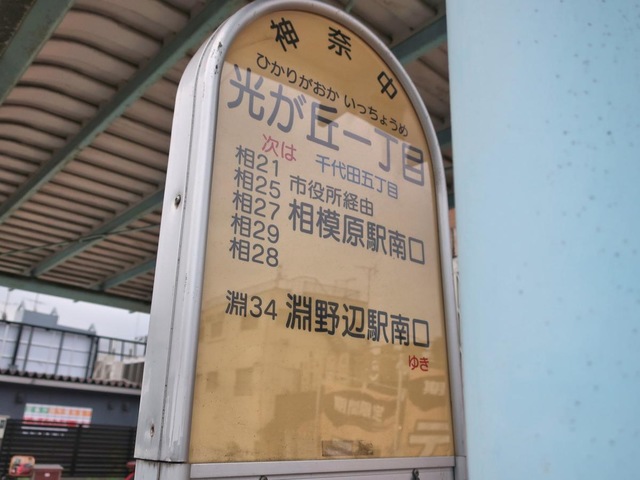 神奈中
ひかりがおか いっちょうめ
光が丘一丁目
次は 千代田五丁目
相21
相25 市役所経由
相27 相模原駅南口
相29
相28
淵34 淵野辺駅南口
ゆき